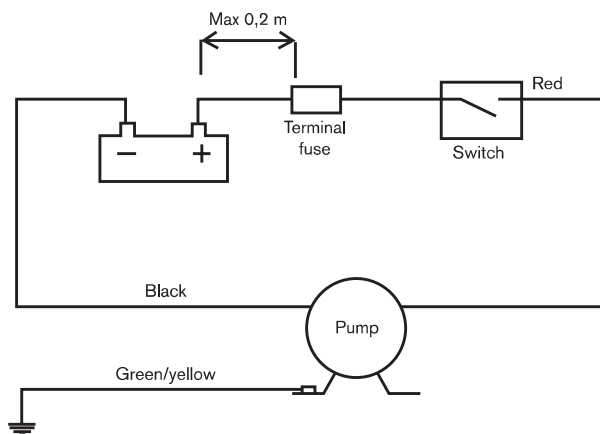 Max 0,2 m
Red
Terminal
fuse
Switch
− +
Black
Pump
Green/yellow